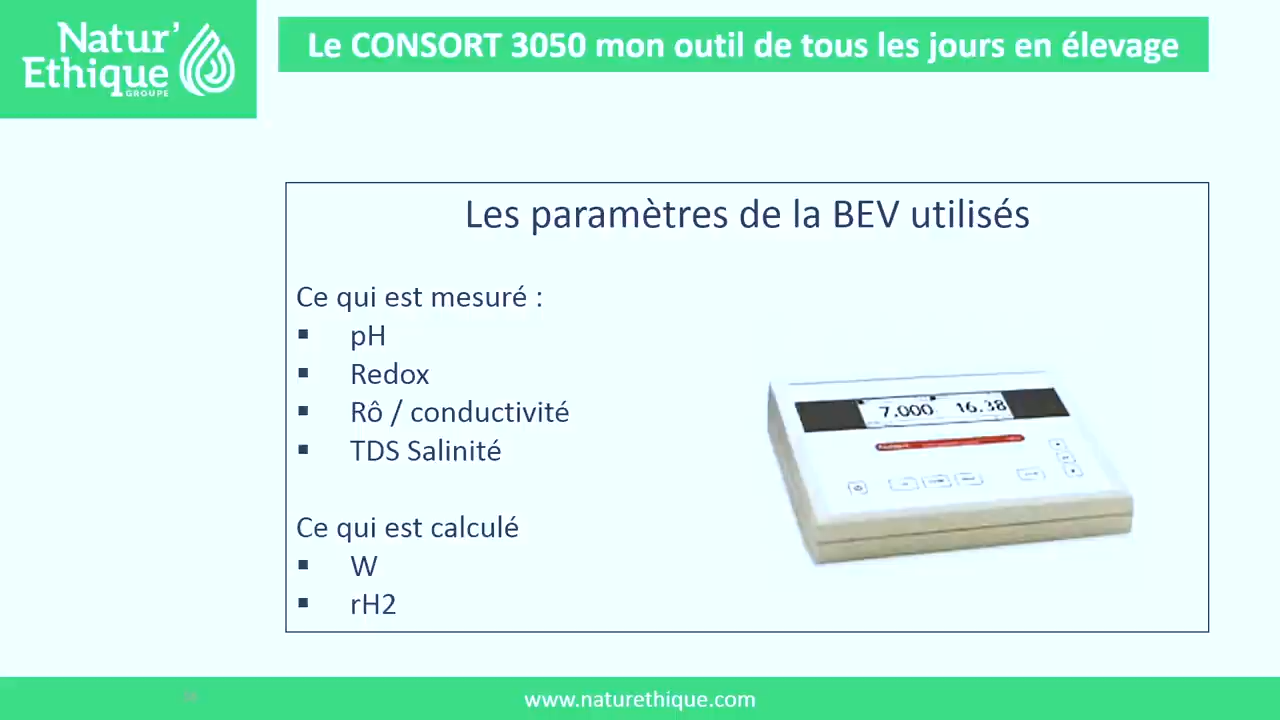 Natur'
Ethique
GROUPE
Le CONSORT 3050 mon outil de tous les jours en élevage
Les paramètres de la BEV utilisés
Ce qui est mesuré :
▪ pH
▪ Redox
▪ Rô / conductivité
▪ TDS Salinité
7.000 16.38
Ce qui est calculé
▪ W
▪ rH2
www.naturethique.com